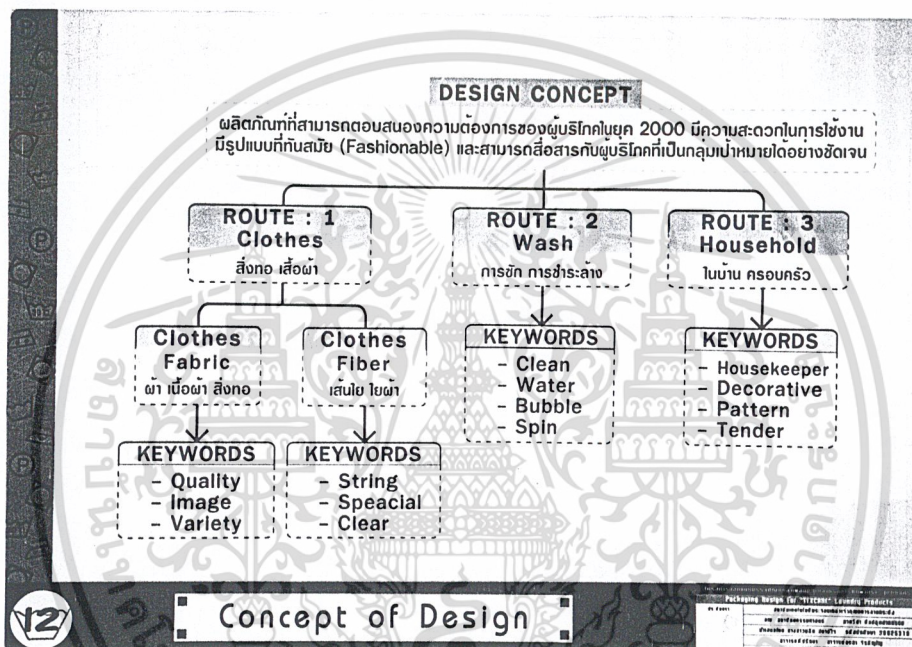 DESIGN CONCEPT
ผลิตภัณฑ์ที่สามารถตอบสนองความต้องการของผู้บริโภคในยุค 2000 มีความสะดวกในการใช้งาน
มีรูปแบบที่ทันสมัย (Fashionable) และสามารถสื่อสารกับผู้บริโภคที่เป็นกลุ่มเป้าหมายได้อย่างชัดเจน
ROUTE : 1
Clothes
สิ่งทอ เสื้อผ้า
Clothes
Fabric
ผ้า เนื้อผ้า สิ่งทอ
KEYWORDS
- Quality
- Image
- Variety
Clothes
Fiber
เส้นใย ใยผ้า
KEYWORDS
- String
- Speacial
- Clear
ROUTE : 2
Wash
การซัก การชำระล้าง
KEYWORDS
- Clean
- Water
- Bubble
- Spin
ROUTE : 3
Household
ในบ้าน ครอบครัว
KEYWORDS
- Housekeeper
- Decorative
- Pattern
- Tender
12
Concept of Design
Packaging Design For Laundry Products